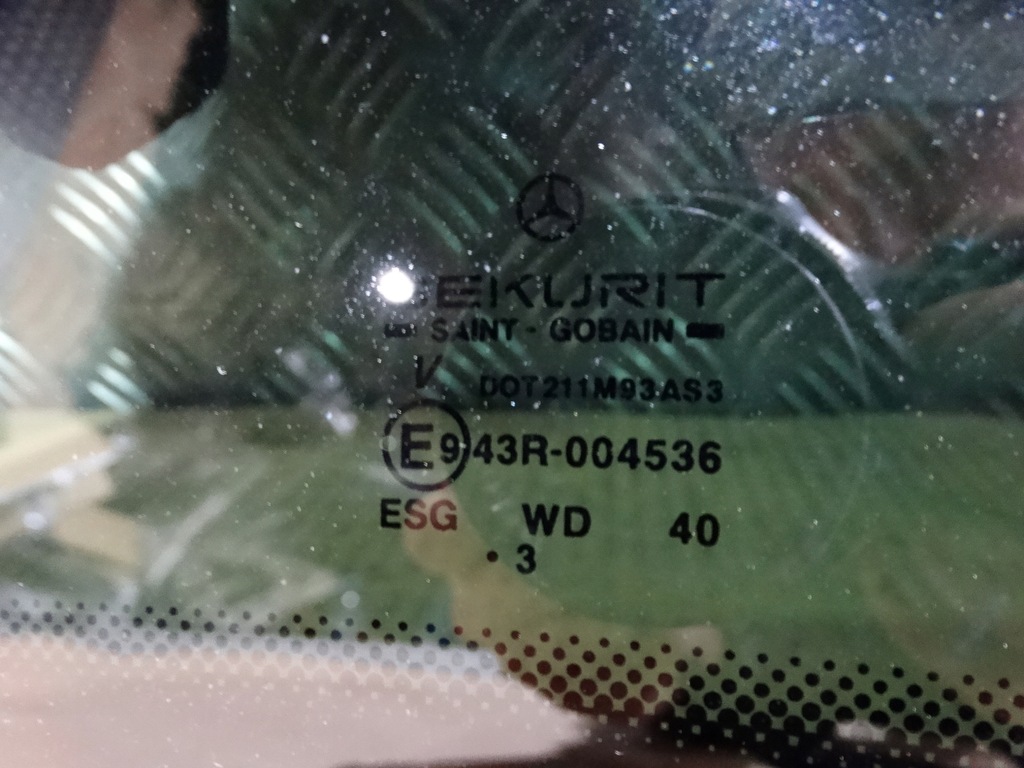 SEKURIT
SAINT-GOBAIN
V DOT211M93AS3
E9 43R-004536
ESG WD 40
. 3